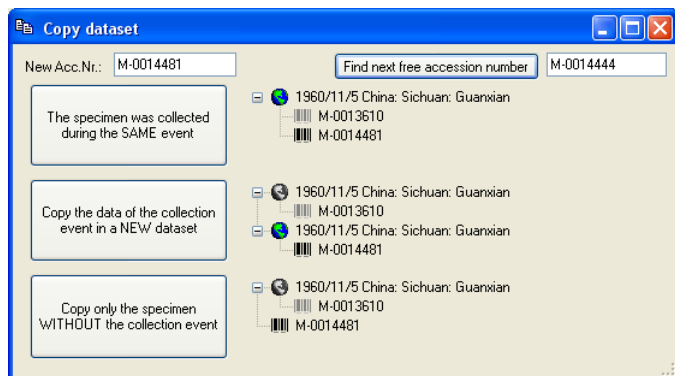 Copy dataset
New Acc.Nr.: M-0014481 Find next free accession number M-0014444
The specimen was collected
during the SAME event
1960/11/5 China: Sichuan: Guanxian
M-0013610
M-0014481
Copy the data of the collection
event in a NEW dataset
1960/11/5 China: Sichuan: Guanxian
M-0013610
1960/11/5 China: Sichuan: Guanxian
M-0014481
Copy only the specimen
WITHOUT the collection event
1960/11/5 China: Sichuan: Guanxian
M-0013610
M-0014481